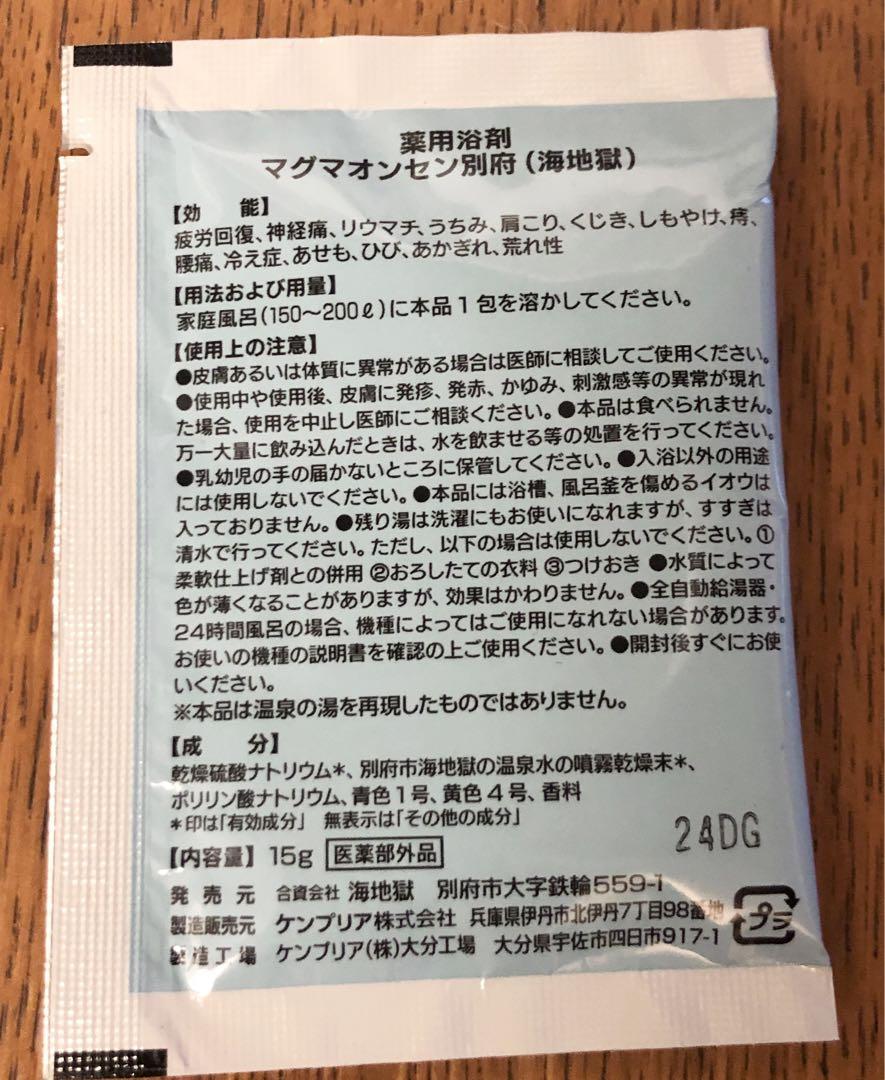 薬用浴剤
マグマオンセン別府(海地獄)
【効　能】
疲労回復、神経痛、リウマチ、うちみ、肩こり、くじき、しもやけ、痔、
腰痛、冷え症、あせも、ひび、あかぎれ、荒れ性
【用法および用量】
家庭風呂(150〜200ℓ)に本品1包を溶かしてください。
【使用上の注意】
●皮膚あるいは体質に異常がある場合は医師に相談してご使用ください。
●使用中や使用後、皮膚に発疹、発赤、かゆみ、刺激感等の異常が現れ
た場合、使用を中止し医師にご相談ください。●本品は食べられません。
万一大量に飲み込んだときは、水を飲ませる等の処置を行ってください。
●乳幼児の手の届かないところに保管してください。●入浴以外の用途
には使用しないでください。●本品には浴槽、風呂釜を傷めるイオウは
入っておりません。●残り湯は洗濯にもお使いになれますが、すすぎは
清水で行ってください。ただし、以下の場合は使用しないでください。①
柔軟仕上げ剤との併用 ②おろしたての衣料 ③つけおき ●水質によって
色が薄くなることがありますが、効果はかわりません。●全自動給湯器・
24時間風呂の場合、機種によってはご使用になれない場合があります。
お使いの機種の説明書を確認の上ご使用ください。●開封後すぐにお使
いください。
※本品は温泉の湯を再現したものではありません。
【成　分】
乾燥硫酸ナトリウム＊、別府市海地獄の温泉水の噴霧乾燥末＊、
ポリリン酸ナトリウム、青色1号、黄色4号、香料
＊印は「有効成分」 無表示は「その他の成分」
24DG
【内容量】 15g 医薬部外品
発売元 合資会社 海地獄 別府市大字鉄輪559-1
製造販売元 ケンプリア株式会社 兵庫県伊丹市北伊丹7丁目98番地
製造工場 ケンプリア(株)大分工場 大分県宇佐市四日市917-1
プラ